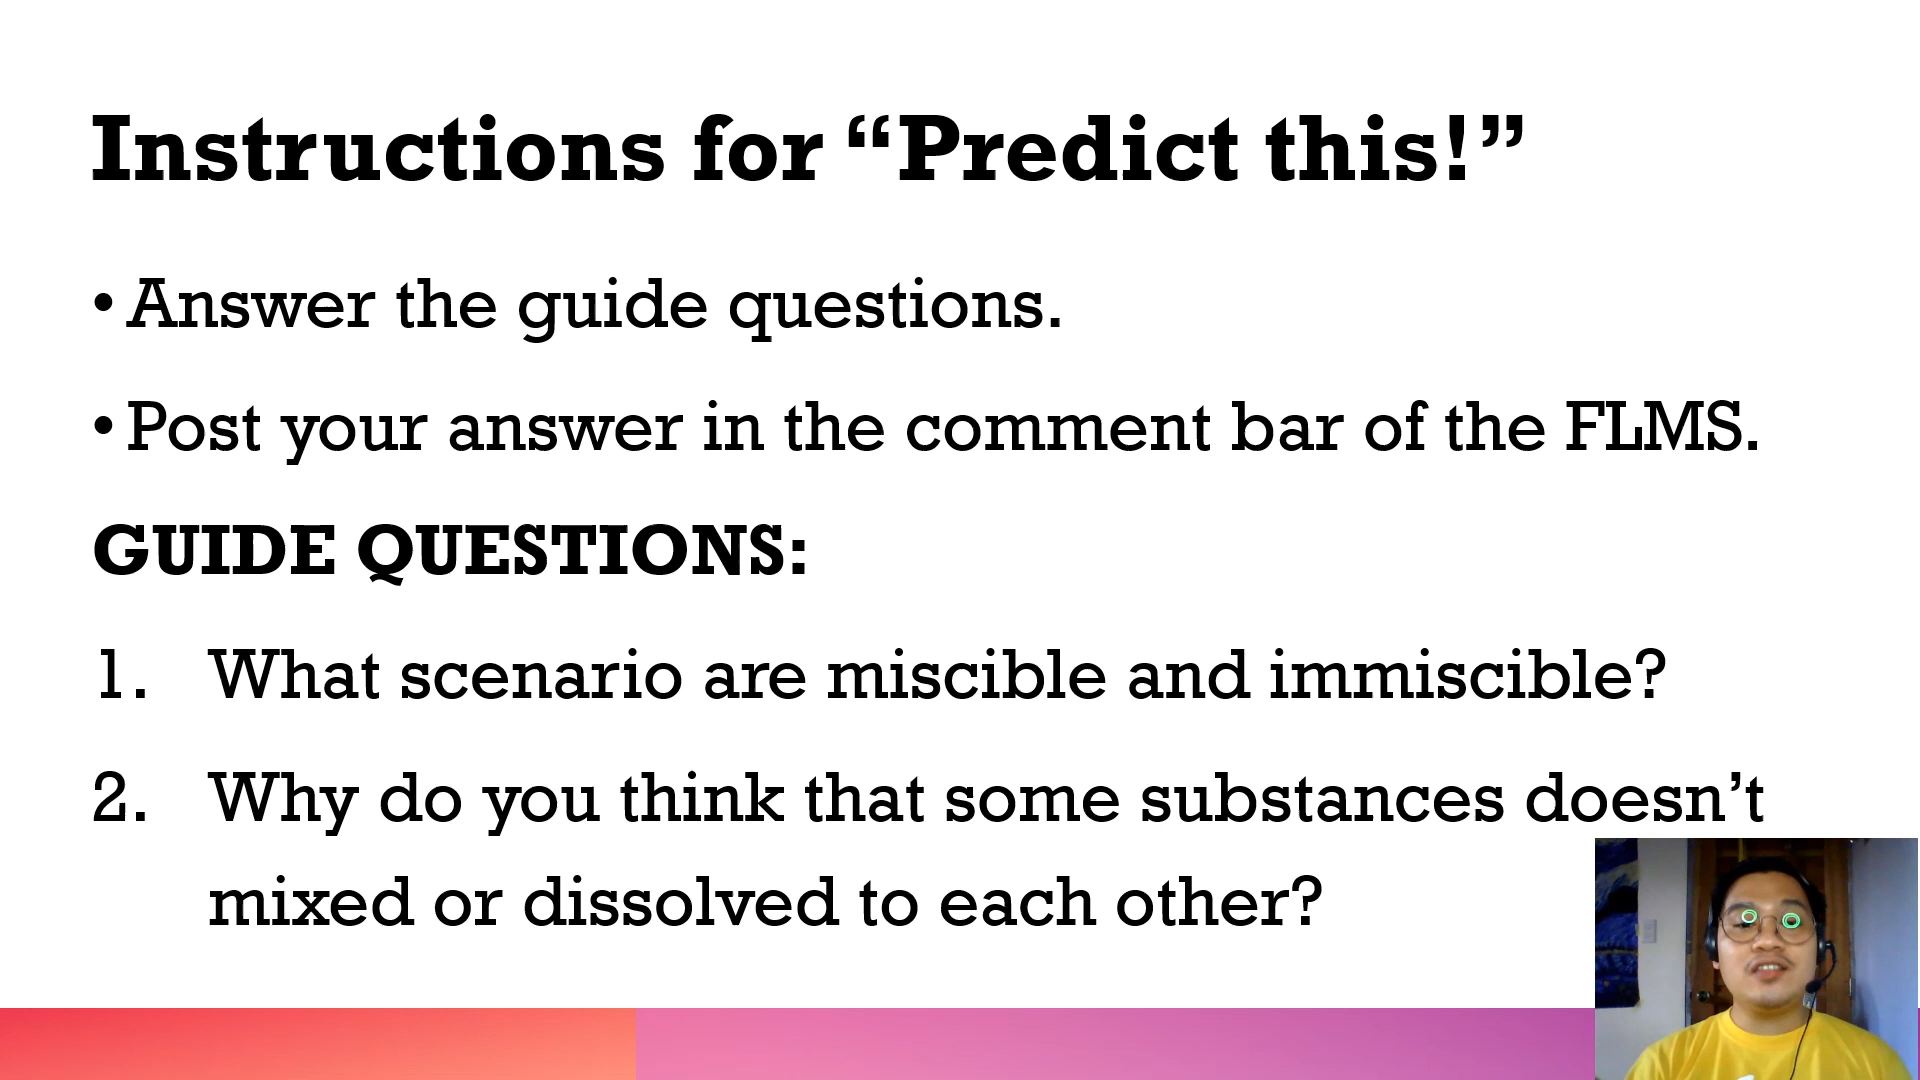 Instructions for “Predict this!”
• Answer the guide questions.
• Post your answer in the comment bar of the FLMS.
GUIDE QUESTIONS:
1. What scenario are miscible and immiscible?
2. Why do you think that some substances doesn’t
mixed or dissolved to each other?